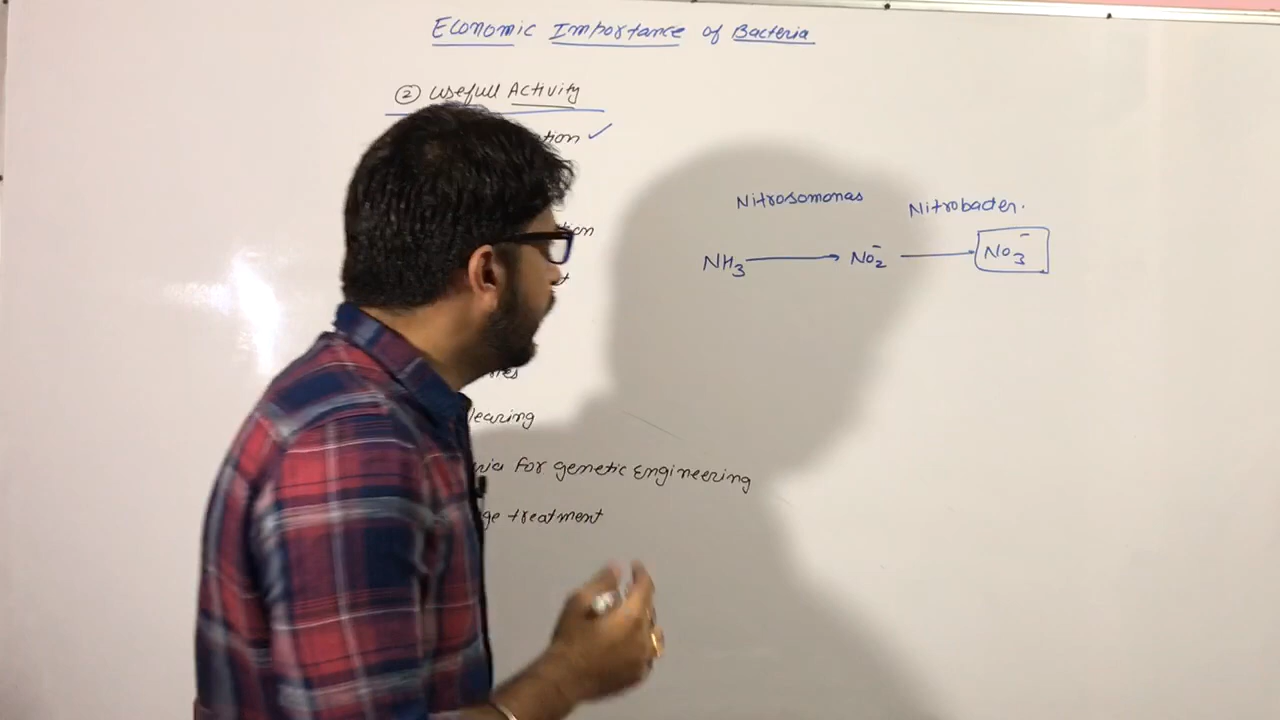 Economic Importance of Bacteria
② Usefull Activity
tion ✓
Nitrosomonas Nitrobacter.
tion
NH₃ → NO₂⁻ → NO₃⁻
learing
ria for genetic Engineering
ge treatment